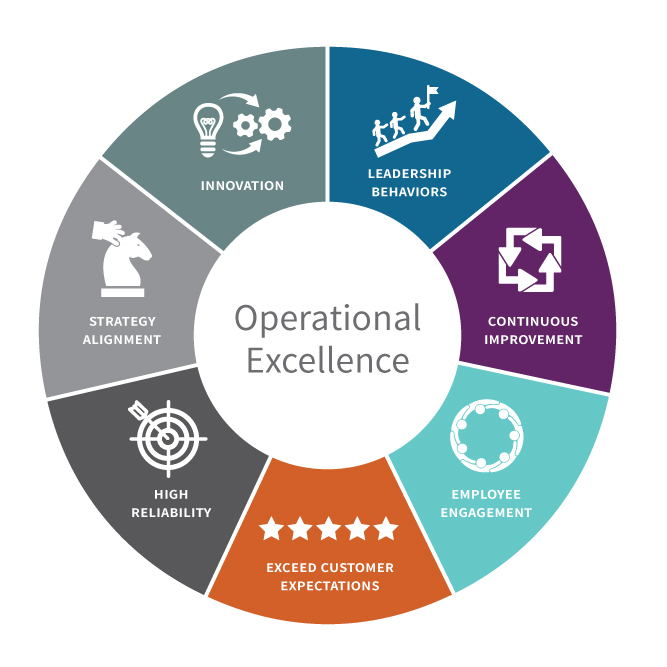 Operational
Excellence
LEADERSHIP
BEHAVIORS
CONTINUOUS
IMPROVEMENT
EMPLOYEE
ENGAGEMENT
EXCEED CUSTOMER
EXPECTATIONS
HIGH
RELIABILITY
STRATEGY
ALIGNMENT
INNOVATION